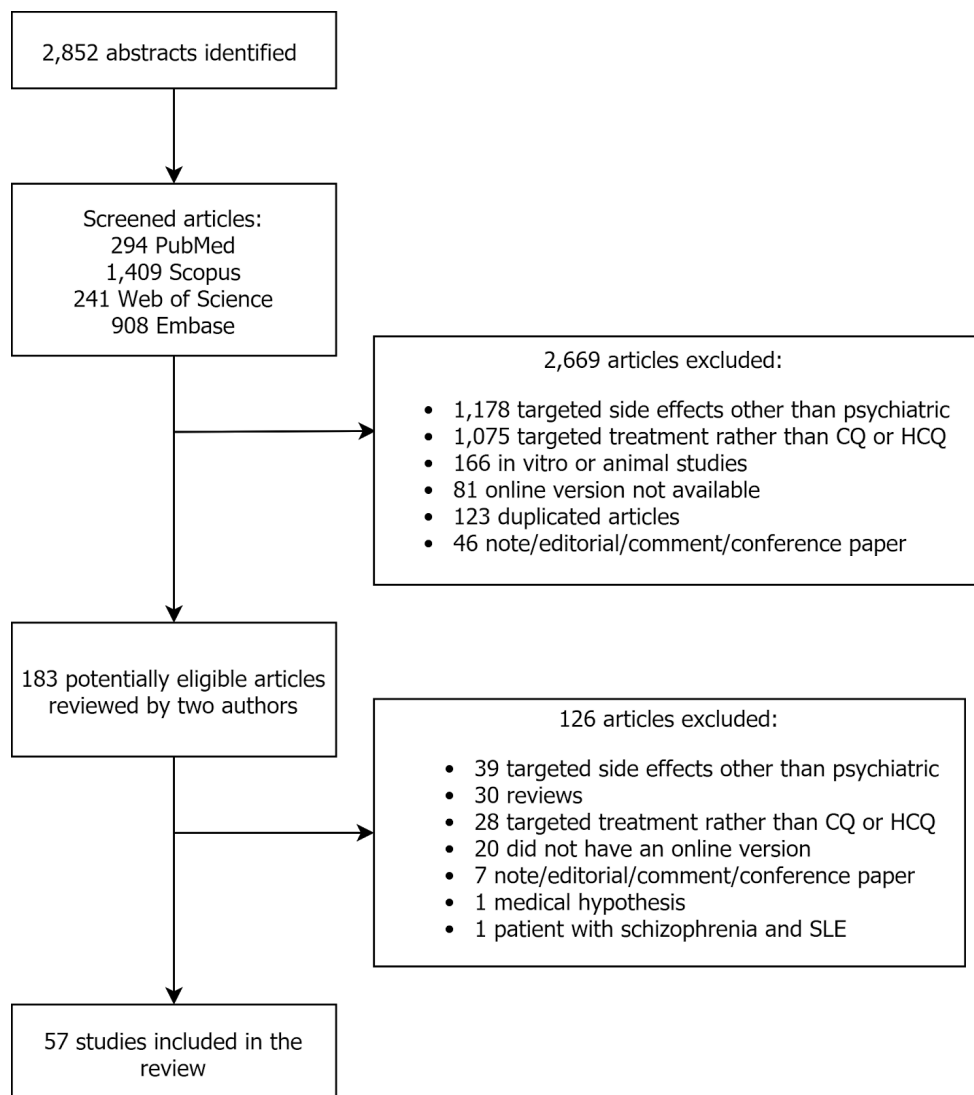 2,852 abstracts identified
Screened articles:
294 PubMed
1,409 Scopus
241 Web of Science
908 Embase
2,669 articles excluded:
• 1,178 targeted side effects other than psychiatric
• 1,075 targeted treatment rather than CQ or HCQ
• 166 in vitro or animal studies
• 81 online version not available
• 123 duplicated articles
• 46 note/editorial/comment/conference paper
183 potentially eligible articles
reviewed by two authors
126 articles excluded:
• 39 targeted side effects other than psychiatric
• 30 reviews
• 28 targeted treatment rather than CQ or HCQ
• 20 did not have an online version
• 7 note/editorial/comment/conference paper
• 1 medical hypothesis
• 1 patient with schizophrenia and SLE
57 studies included in the
review